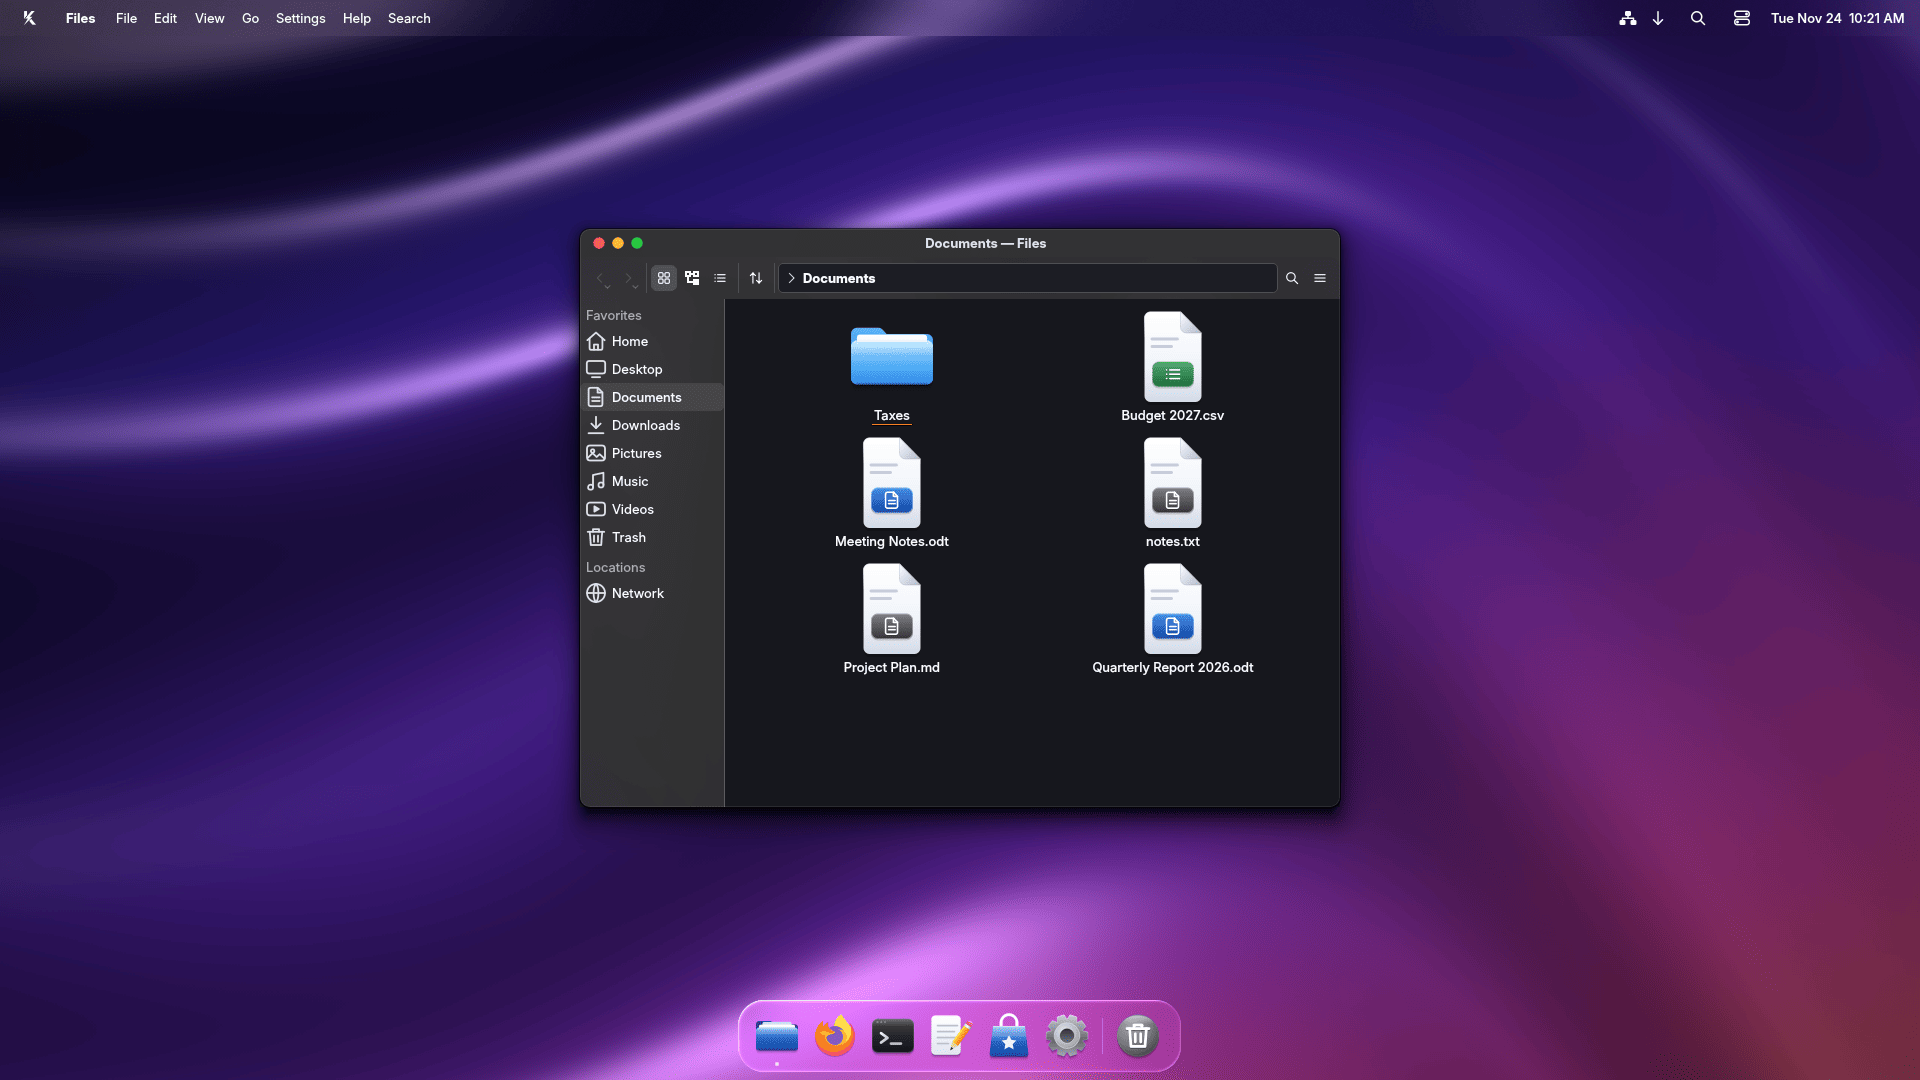 Files File Edit View Go Settings Help Search Tue Nov 24 10:21 AM
Documents — Files
Documents
Favorites
Home
Desktop
Documents
Downloads
Pictures
Music
Videos
Trash
Locations
Network
Taxes
Budget 2027.csv
Meeting Notes.odt
notes.txt
Project Plan.md
Quarterly Report 2026.odt